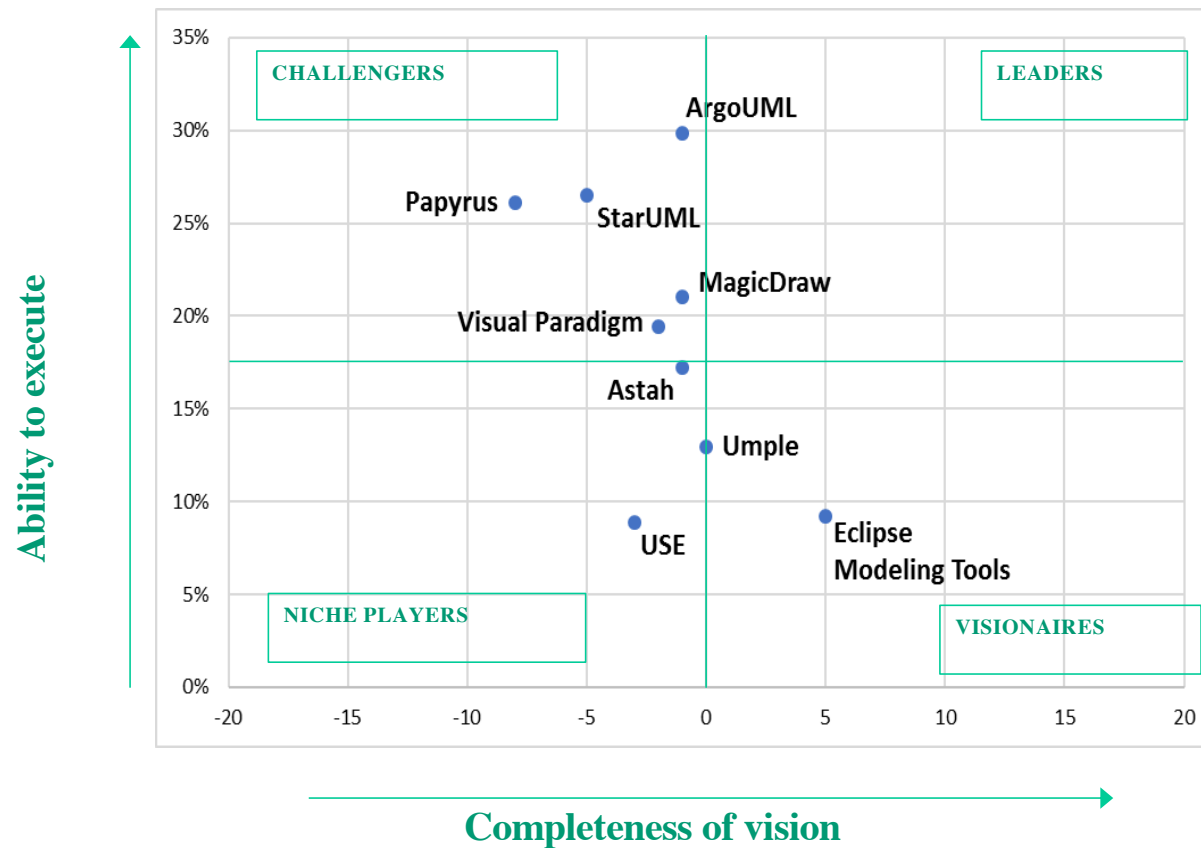 35%
CHALLENGERS
LEADERS
ArgoUML
30%
Papyrus
StarUML
25%
MagicDraw
20%
Visual Paradigm
Astah
15%
Umple
10%
USE
Eclipse
Modeling Tools
5%
NICHE PLAYERS
VISIONAIRES
0%
-20 -15 -10 -5 0 5 10 15 20
Ability to execute
Completeness of vision